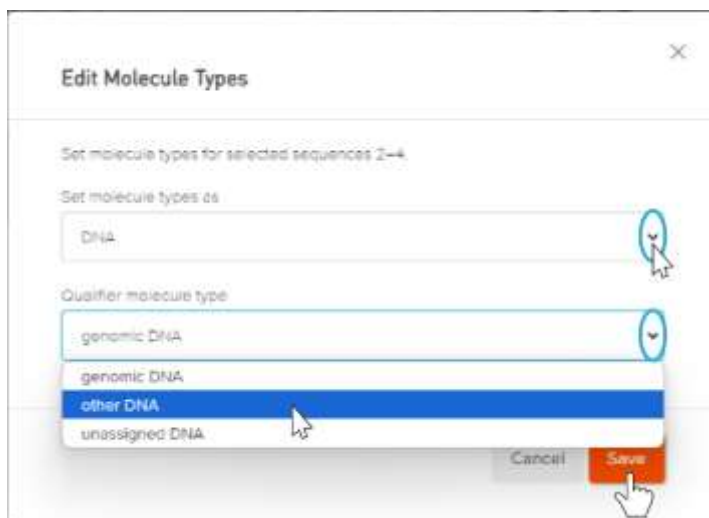 Edit Molecule Types
Set molecule types for selected sequences 2–4.
Set molecule types as
DNA
Qualifier molecule type
genomic DNA
genomic DNA
other DNA
unassigned DNA
Cancel
Save